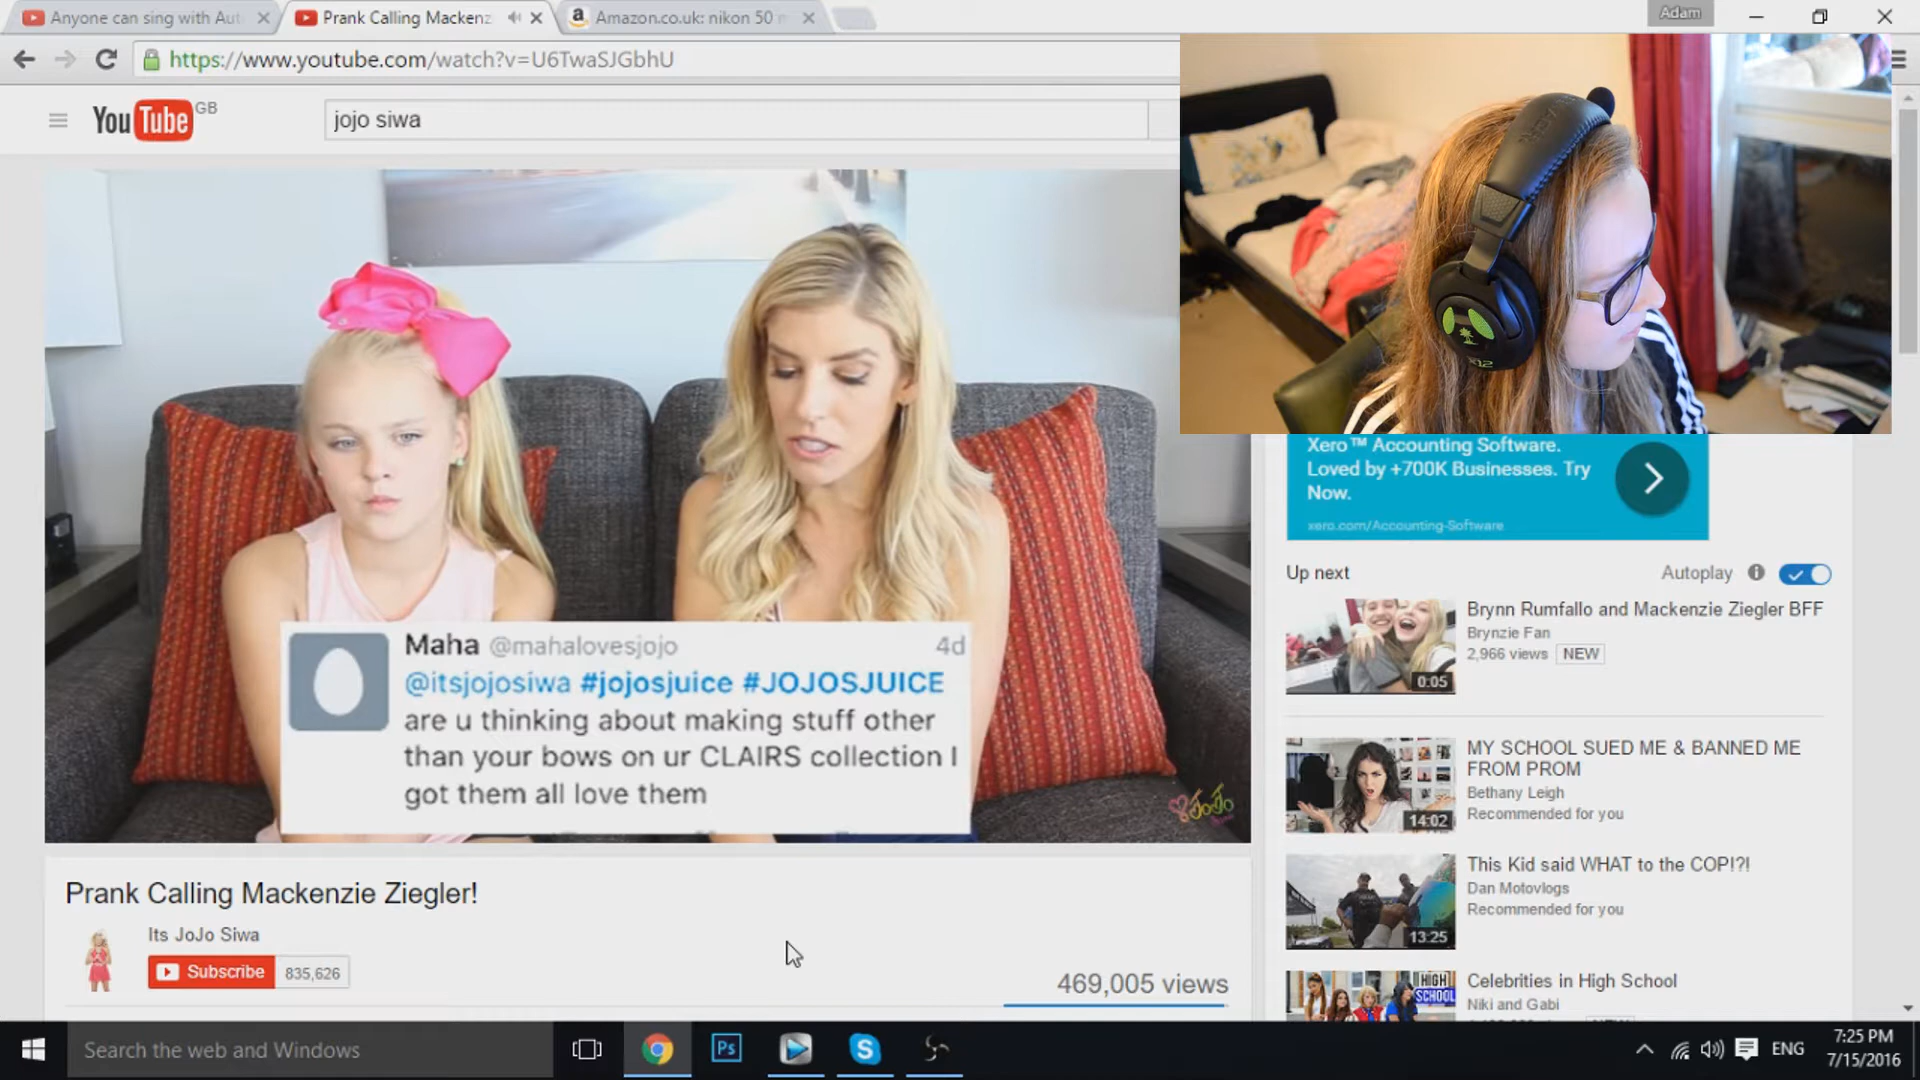 Anyone can sing with Aut
Prank Calling Mackenz
Amazon.co.uk: nikon 50 m
Adam
https://www.youtube.com/watch?v=U6TwaSJGbhU
YouTube GB
jojo siwa
X12
Maha @mahalovesjojo 4d
@itsjojosiwa #jojosjuice #JOJOSJUICE
are u thinking about making stuff other
than your bows on ur CLAIRS collection I
got them all love them
JoJo
Xero™ Accounting Software.
Loved by +700K Businesses. Try
Now.
xero.com/Accounting-Software
Up next
Autoplay
Brynn Rumfallo and Mackenzie Ziegler BFF
Brynzie Fan
2,966 views NEW
0:05
MY SCHOOL SUED ME & BANNED ME
FROM PROM
Bethany Leigh
Recommended for you
14:02
This Kid said WHAT to the COP!?!
Dan Motovlogs
Recommended for you
13:25
Celebrities in High School
Niki and Gabi
HIGH
SCHOOL
Prank Calling Mackenzie Ziegler!
Its JoJo Siwa
Subscribe 835,626
469,005 views
Search the web and Windows
Ps
ENG
7:25 PM
7/15/2016